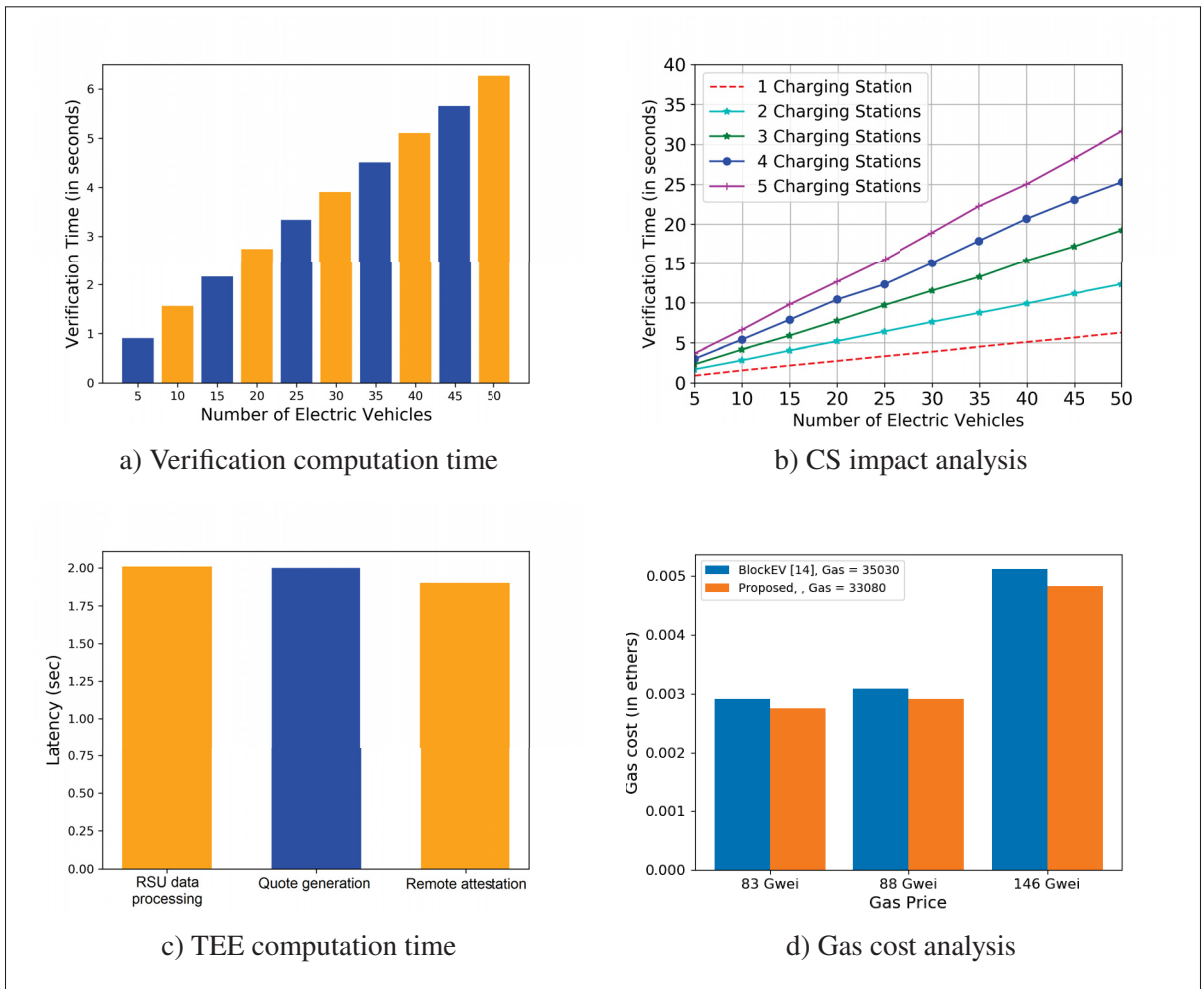 6
5
4
3
2
1
0
Verification Time (in seconds)
5 10 15 20 25 30 35 40 45 50
Number of Electric Vehicles
a) Verification computation time
40
35
30
25
20
15
10
5
0
Verification Time (in seconds)
1 Charging Station
2 Charging Stations
3 Charging Stations
4 Charging Stations
5 Charging Stations
5 10 15 20 25 30 35 40 45 50
Number of Electric Vehicles
b) CS impact analysis
2.00
1.75
1.50
1.25
1.00
0.75
0.50
0.25
0.00
Latency (sec)
RSU data
processing
Quote generation
Remote attestation
c) TEE computation time
0.005
0.004
0.003
0.002
0.001
0.000
Gas cost (in ethers)
BlockEV [14], Gas = 35030
Proposed, , Gas = 33080
83 Gwei 88 Gwei 146 Gwei
Gas Price
d) Gas cost analysis